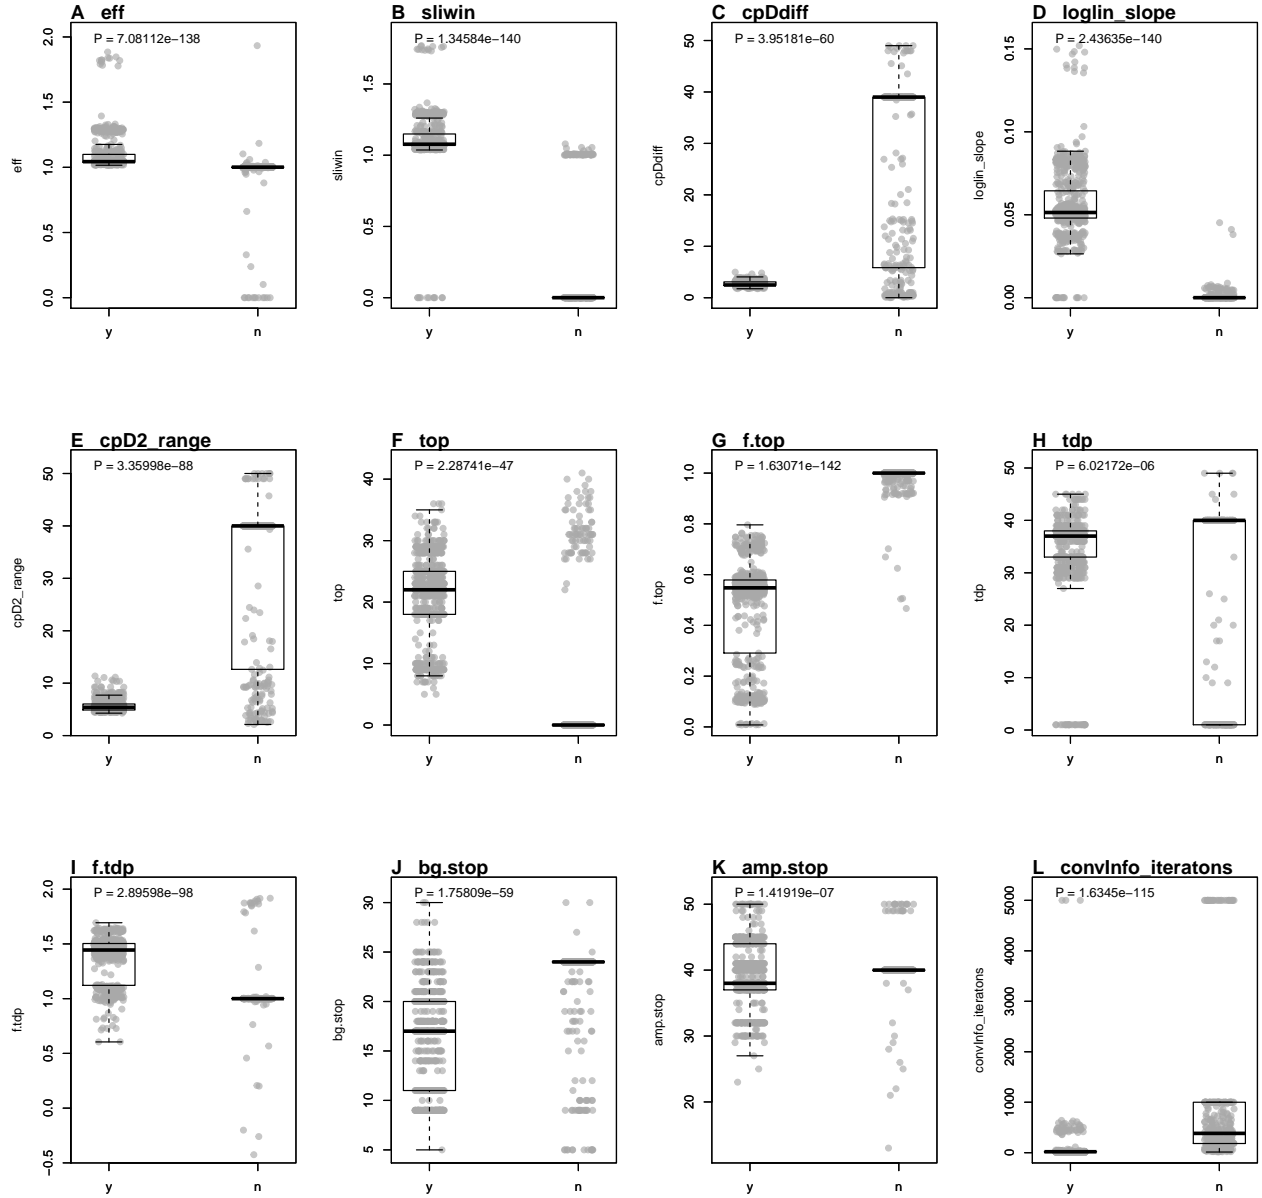 A eff
P = 7.08112e−138
eff
2.0
1.5
1.0
0.5
0.0
y n
B sliwin
P = 1.34584e−140
sliwin
1.5
1.0
0.5
0.0
y n
C cpDdiff
P = 3.95181e−60
cpDdiff
50
40
30
20
10
0
y n
D loglin_slope
P = 2.43635e−140
loglin_slope
0.15
0.10
0.05
0.00
y n
E cpD2_range
P = 3.35998e−88
cpD2_range
50
40
30
20
10
0
y n
F top
P = 2.28741e−47
top
40
30
20
10
0
y n
G f.top
P = 1.63071e−142
f.top
1.0
0.8
0.6
0.4
0.2
0.0
y n
H tdp
P = 6.02172e−06
tdp
50
40
30
20
10
0
y n
I f.tdp
P = 2.89598e−98
f.tdp
2.0
1.5
1.0
0.5
0.0
−0.5
y n
J bg.stop
P = 1.75809e−59
bg.stop
30
25
20
15
10
5
y n
K amp.stop
P = 1.41919e−07
amp.stop
50
40
30
20
y n
L convInfo_iteratons
P = 1.6345e−115
convInfo_iteratons
5000
4000
3000
2000
1000
0
y n